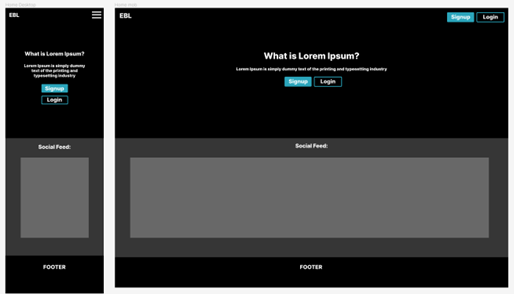 EBL
What is Lorem Ipsum?
Lorem Ipsum is simply dummy
text of the printing and
typesetting industry
Signup
Login
Social Feed:
FOOTER
EBL
Signup
Login
What is Lorem Ipsum?
Lorem Ipsum is simply dummy text of the printing and typesetting industry
Signup
Login
Social Feed:
FOOTER